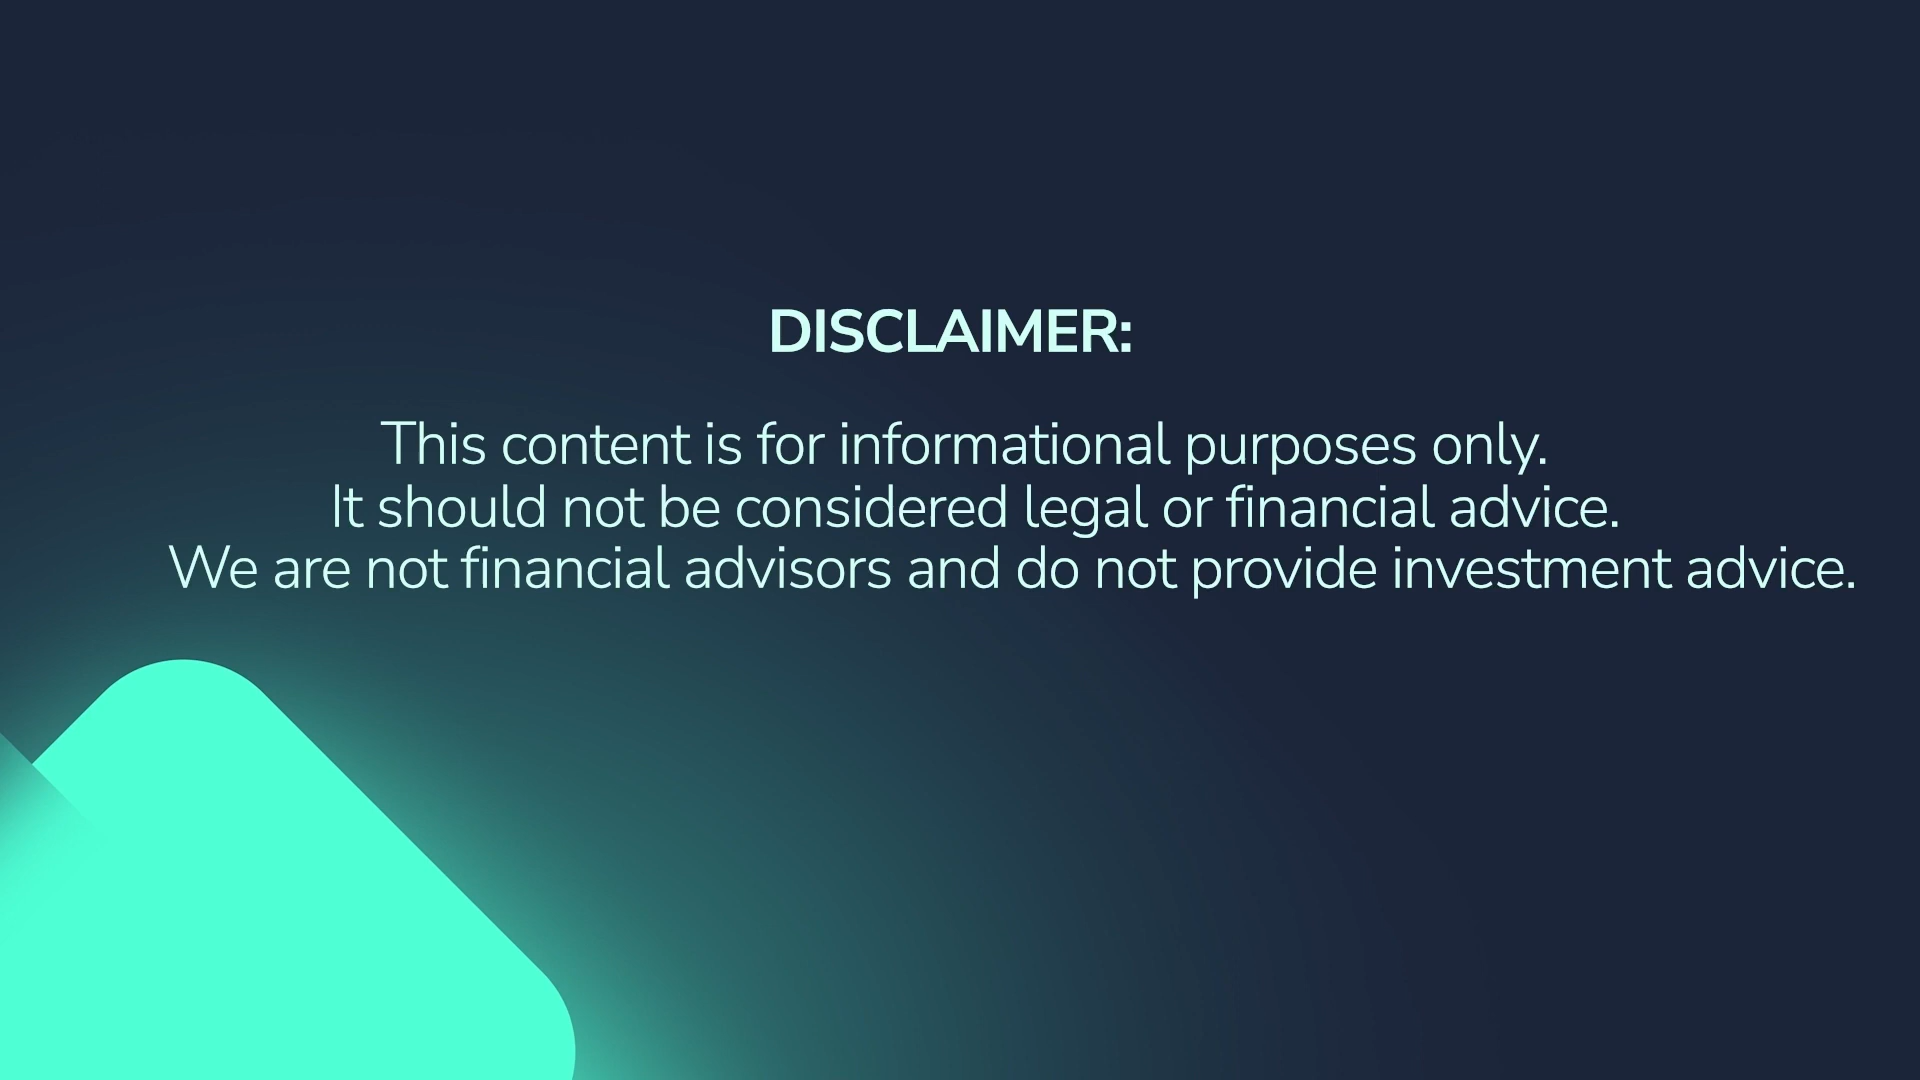 DISCLAIMER:
This content is for informational purposes only.
It should not be considered legal or financial advice.
We are not financial advisors and do not provide investment advice.